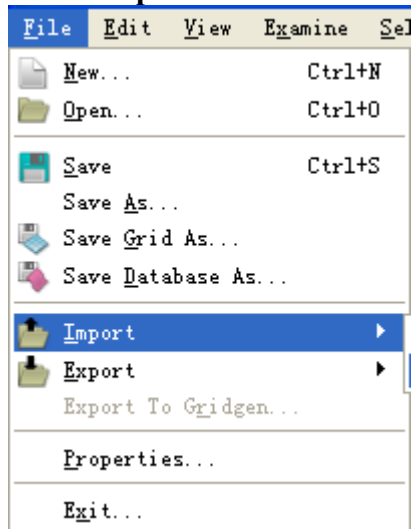 File Edit View Examine Sel
New... Ctrl+N
Open... Ctrl+O
Save Ctrl+S
Save As...
Save Grid As...
Save Database As...
Import
Export
Export To Gridgen...
Properties...
Exit...